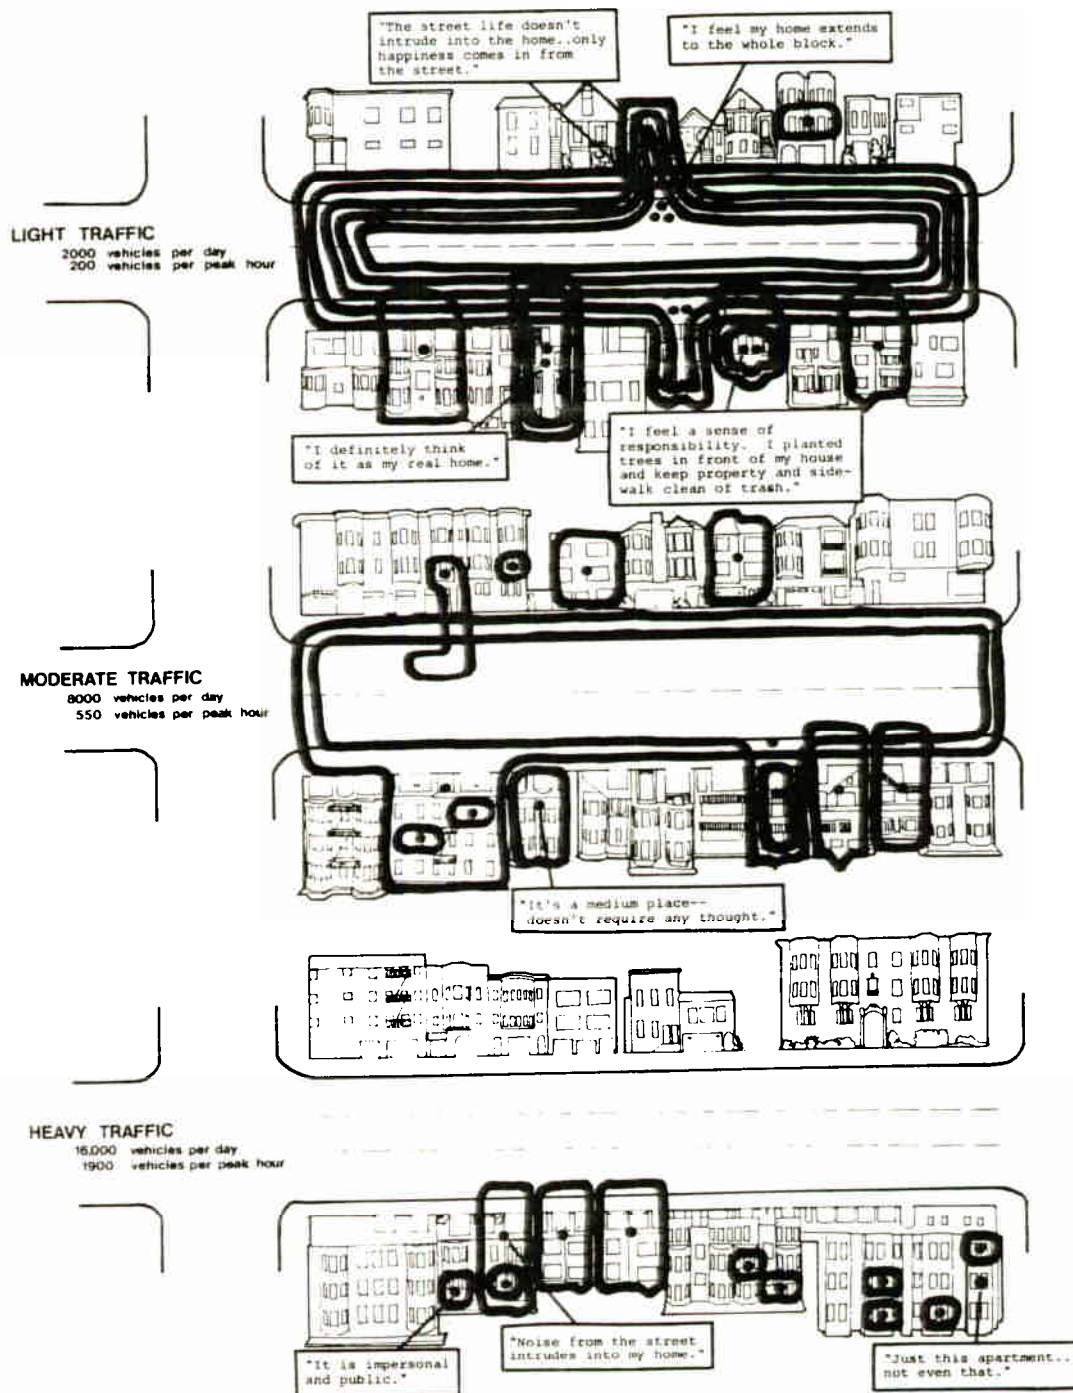 "The street life doesn't
intrude into the home..only
happiness comes in from
the street."
"I feel my home extends
to the whole block."
LIGHT TRAFFIC
2000 vehicles per day
200 vehicles per peak hour
"I definitely think
of it as my real home."
"I feel a sense of
responsibility. I planted
trees in front of my house
and keep property and side-
walk clean of trash."
MODERATE TRAFFIC
8000 vehicles per day
550 vehicles per peak hour
"It's a medium place--
doesn't require any thought."
HEAVY TRAFFIC
16,000 vehicles per day
1900 vehicles per peak hour
"It is impersonal
and public."
"Noise from the street
intrudes into my home."
"Just this apartment..
not even that."